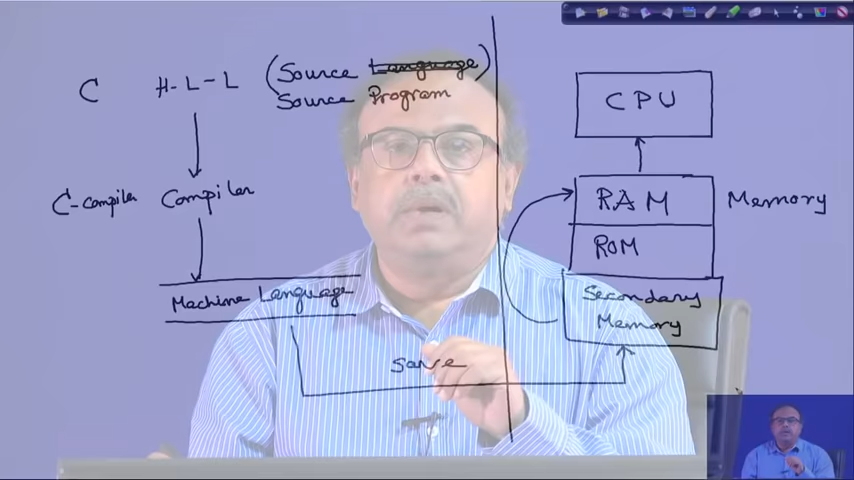 C H-L-L (Source Language)
Source Program
C-compiler Compiler
Machine Language
Save
CPU
RAM Memory
ROM
Secondary
Memory